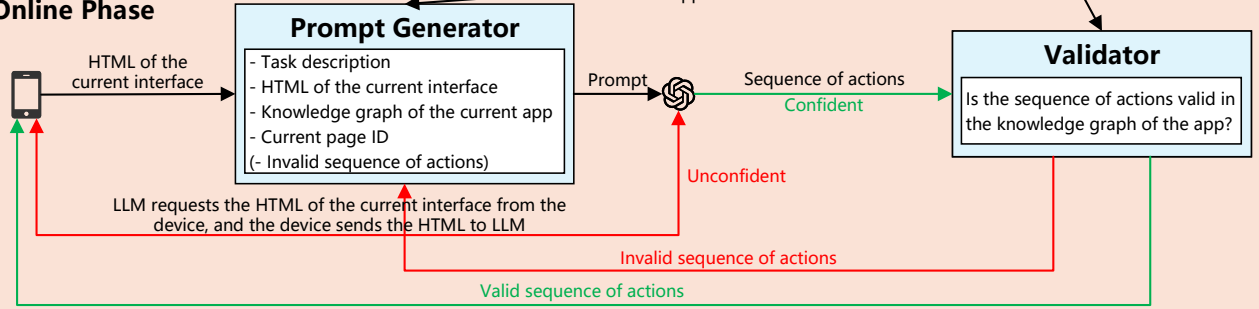 Online Phase
Prompt Generator
- Task description
- HTML of the current interface
- Knowledge graph of the current app
- Current page ID
(- Invalid sequence of actions)
HTML of the
current interface
Prompt
Sequence of actions
Confident
Validator
Is the sequence of actions valid in
the knowledge graph of the app?
Unconfident
LLM requests the HTML of the current interface from the
device, and the device sends the HTML to LLM
Invalid sequence of actions
Valid sequence of actions